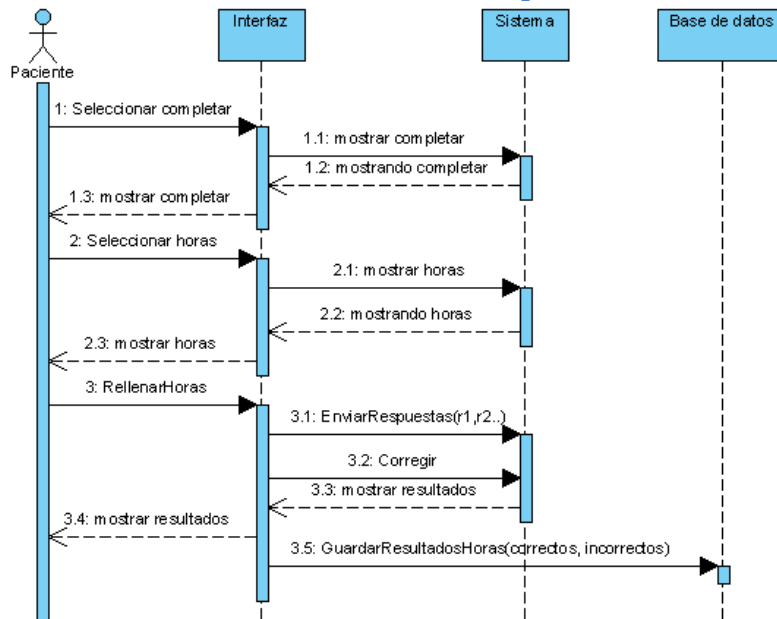 Interfaz
Sistema
Base de datos
Paciente
1: Seleccionar completar
1.1: mostrar completar
1.2: mostrando completar
1.3: mostrar completar
2: Seleccionar horas
2.1: mostrar horas
2.2: mostrando horas
2.3: mostrar horas
3: RellenarHoras
3.1: EnviarRespuestas(r1,r2..)
3.2: Corregir
3.3: mostrar resultados
3.4: mostrar resultados
3.5: GuardarResultadosHoras(correctos, incorrectos)